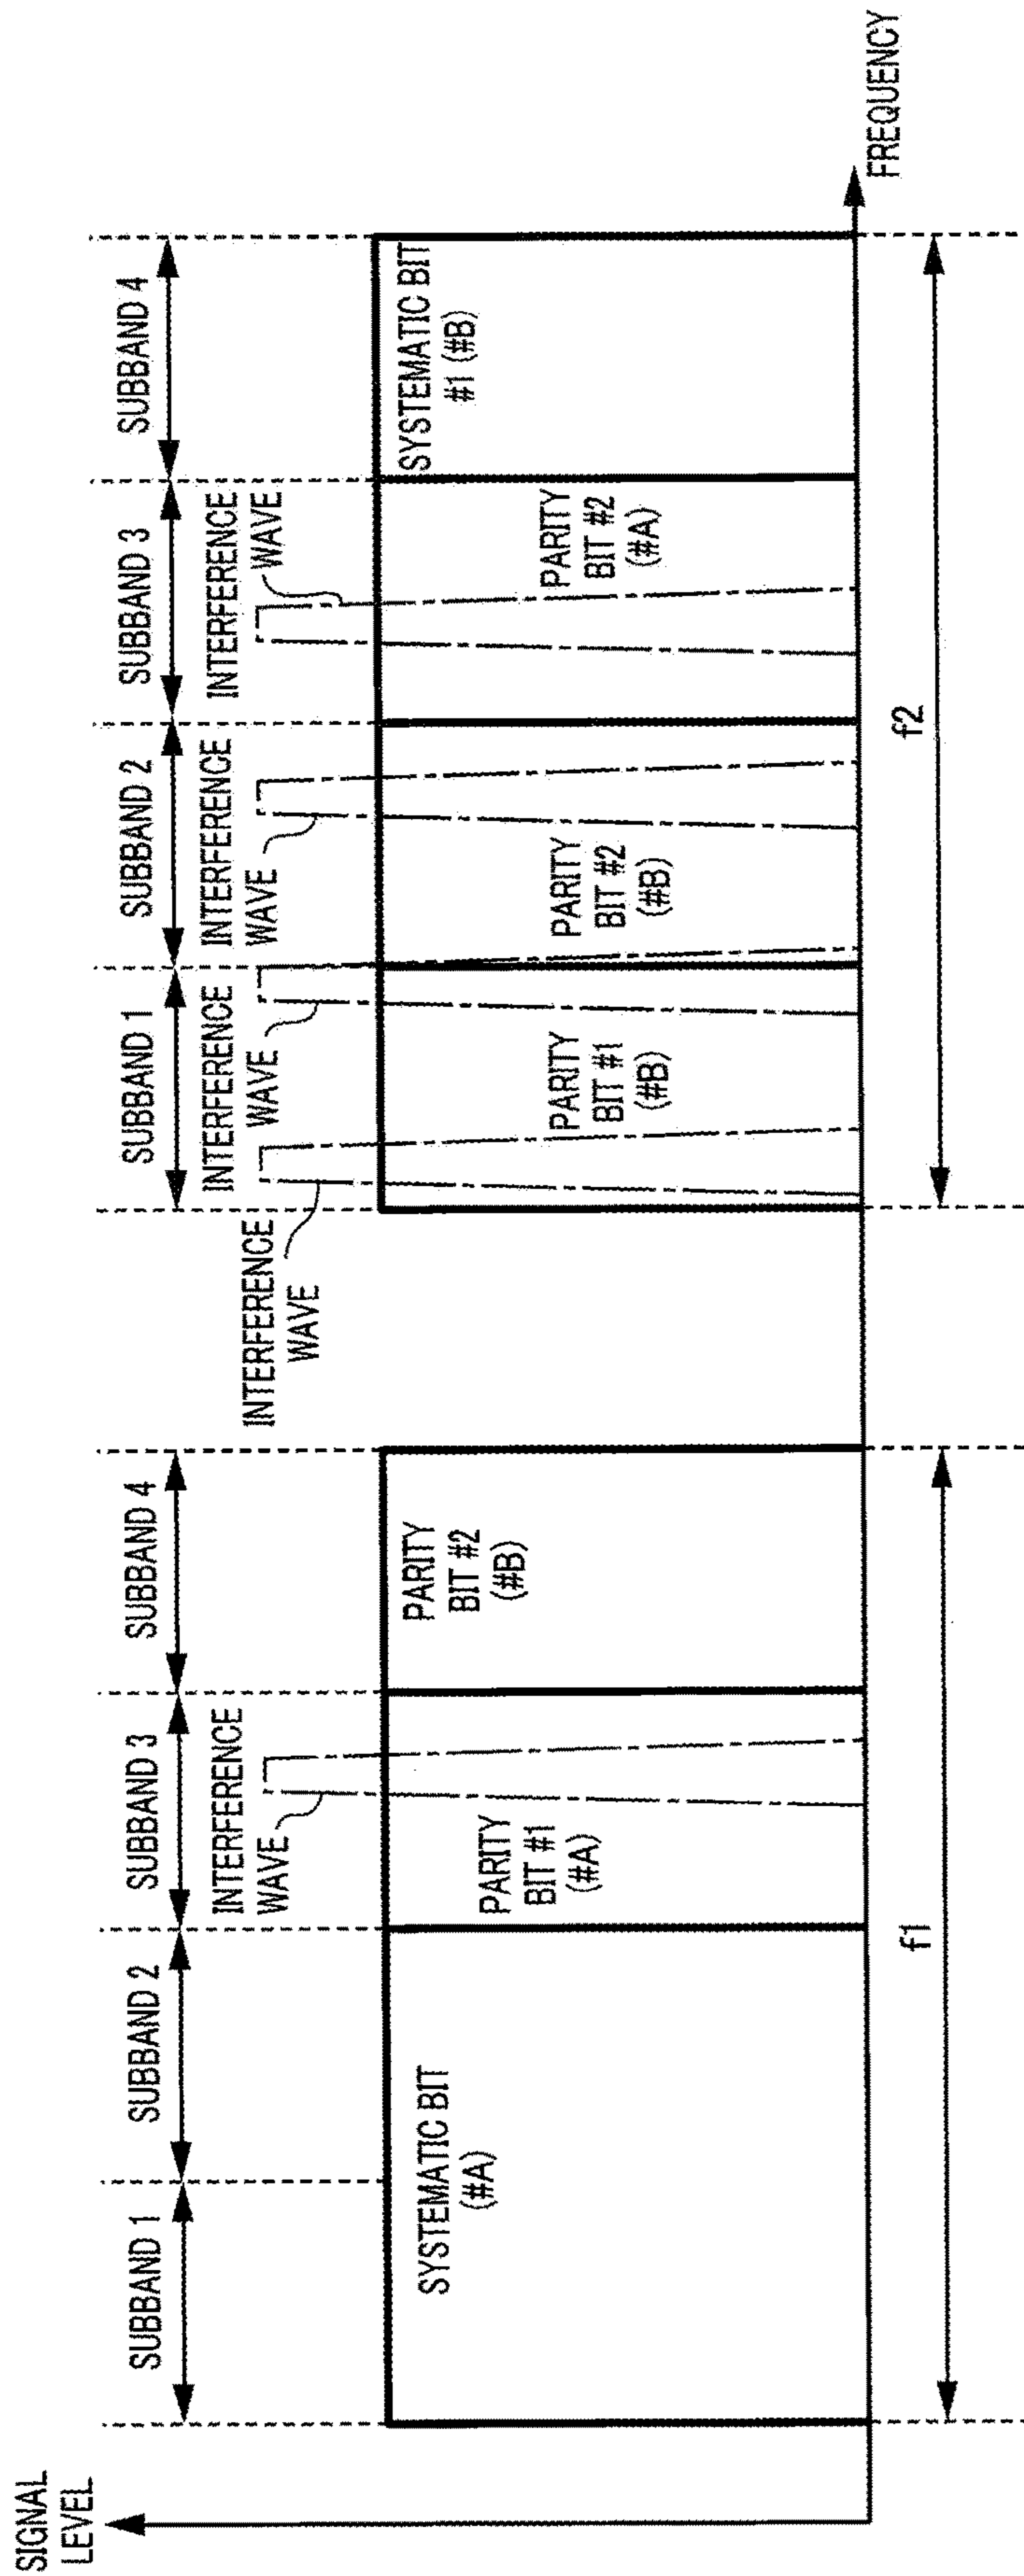 SIGNAL
LEVEL
SUBBAND 1
SUBBAND 2
SUBBAND 3
SUBBAND 4
SUBBAND 1
SUBBAND 2
SUBBAND 3
SUBBAND 4
INTERFERENCE
WAVE
INTERFERENCE
WAVE
INTERFERENCE
WAVE
INTERFERENCE
WAVE
INTERFERENCE
WAVE
SYSTEMATIC BIT
(#A)
PARITY
BIT #1
(#A)
PARITY
BIT #2
(#B)
PARITY
BIT #1
(#B)
PARITY
BIT #2
(#B)
PARITY
BIT #2
(#A)
SYSTEMATIC BIT
#1 (#B)
FREQUENCY
f1
f2